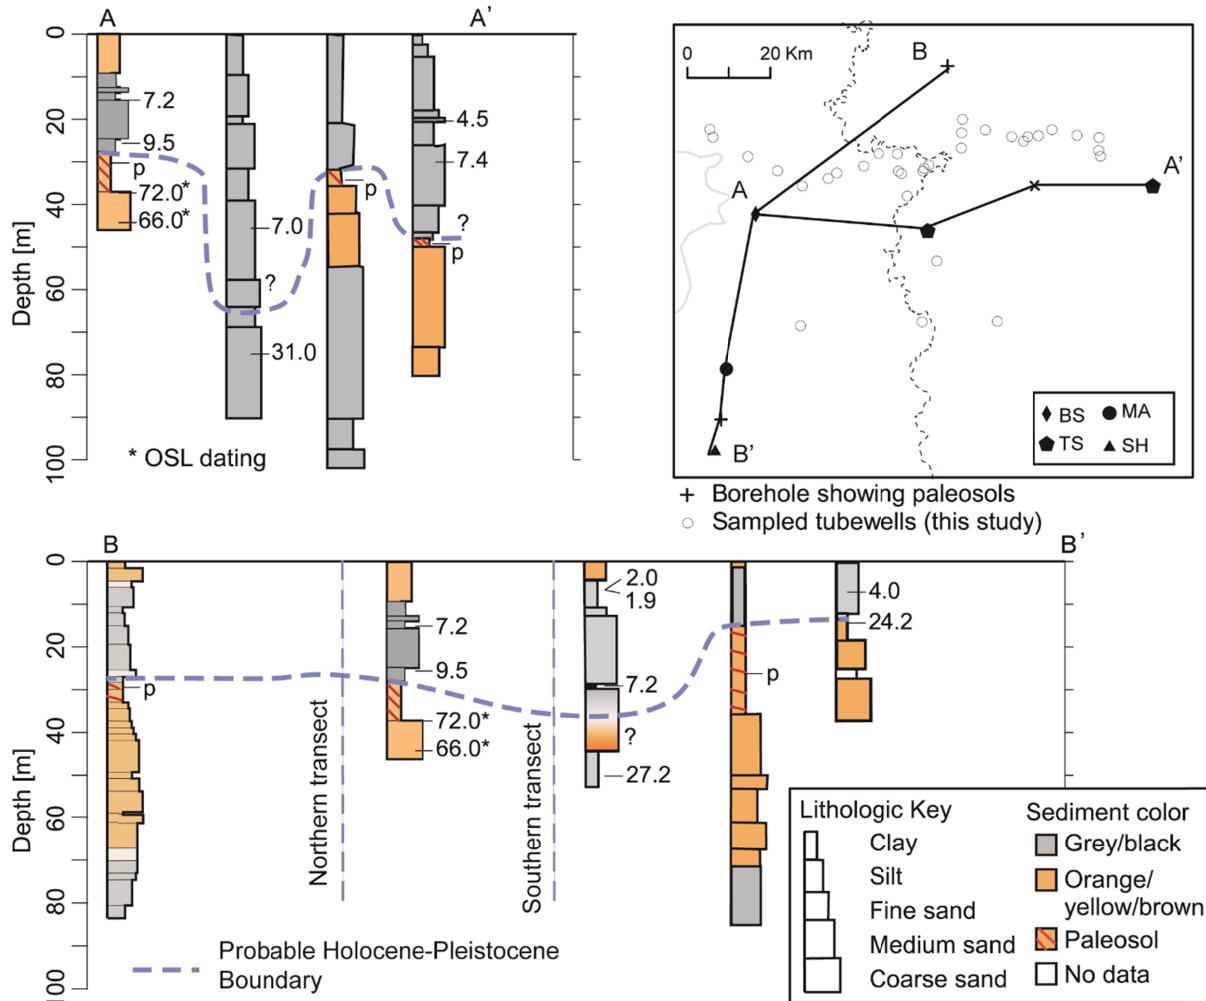 A
A'
0
20
40
60
80
100
Depth [m]
7.2
9.5
p
72.0*
66.0*
7.0
?
31.0
p
4.5
7.4
?
p
* OSL dating
0 20 Km
B
A
A'
B'
BS
MA
TS
SH
+ Borehole showing paleosols
○ Sampled tubewells (this study)
B
B'
0
20
40
60
80
100
Depth [m]
p
Northern transect
7.2
9.5
72.0*
66.0*
Southern transect
2.0
1.9
7.2
?
27.2
p
4.0
24.2
Probable Holocene-Pleistocene
Boundary
Lithologic Key
Clay
Silt
Fine sand
Medium sand
Coarse sand
Sediment color
Grey/black
Orange/
yellow/brown
Paleosol
No data